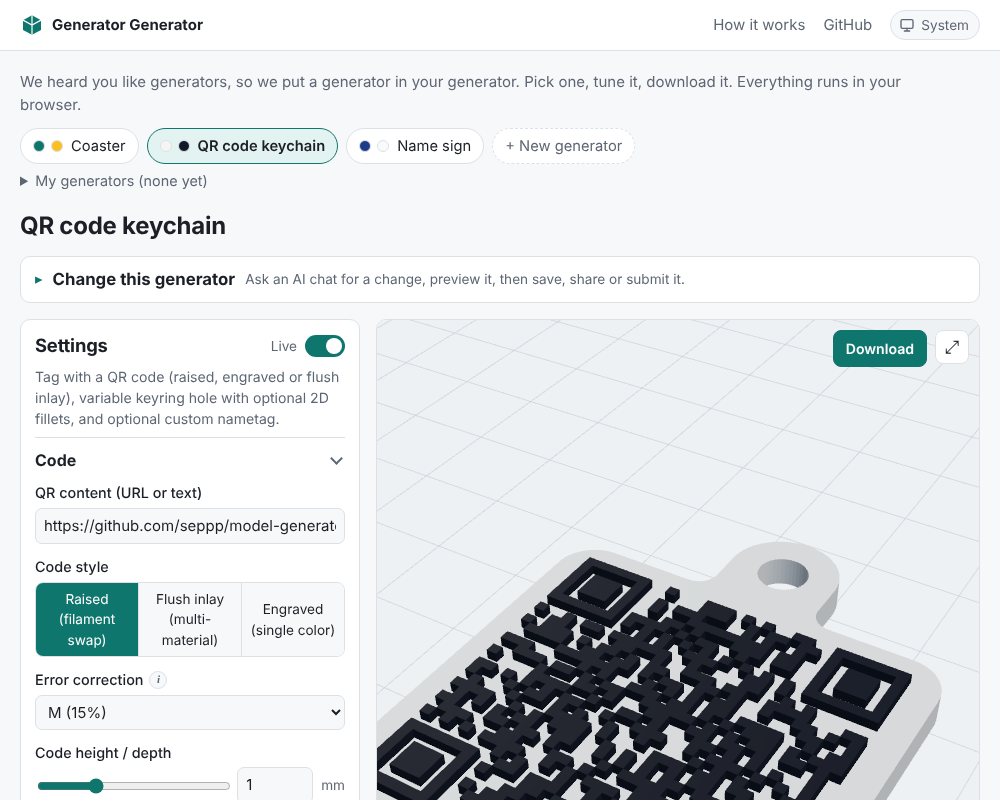 Generator Generator
How it works
GitHub
System
We heard you like generators, so we put a generator in your generator. Pick one, tune it, download it. Everything runs in your
browser.
Coaster
QR code keychain
Name sign
+ New generator
My generators (none yet)
QR code keychain
Change this generator
Ask an AI chat for a change, preview it, then save, share or submit it.
Settings
Live
Tag with a QR code (raised, engraved or flush
inlay), variable keyring hole with optional 2D
fillets, and optional custom nametag.
Code
QR content (URL or text)
https://github.com/seppp/model-generat
Code style
Raised
(filament
swap)
Flush inlay
(multi-
material)
Engraved
(single color)
Error correction
i
M (15%)
Code height / depth
1
mm
Download